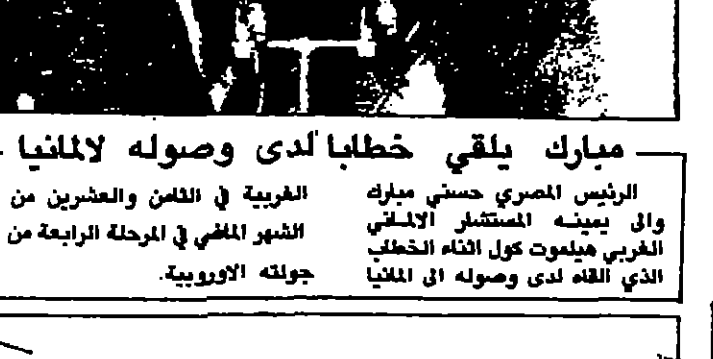 مبارك يلقي خطابا لدى وصوله لالمانيا
الرئيس المصري حسني مبارك
والى يمينه المستشار الالماني
الغربي هيلموت كول اثناء الخطاب
الذي القاه لدى وصوله الى المانيا
الغربية في الثامن والعشرين من
الشهر الماضي في المرحلة الرابعة من
جولته الاوروبية.